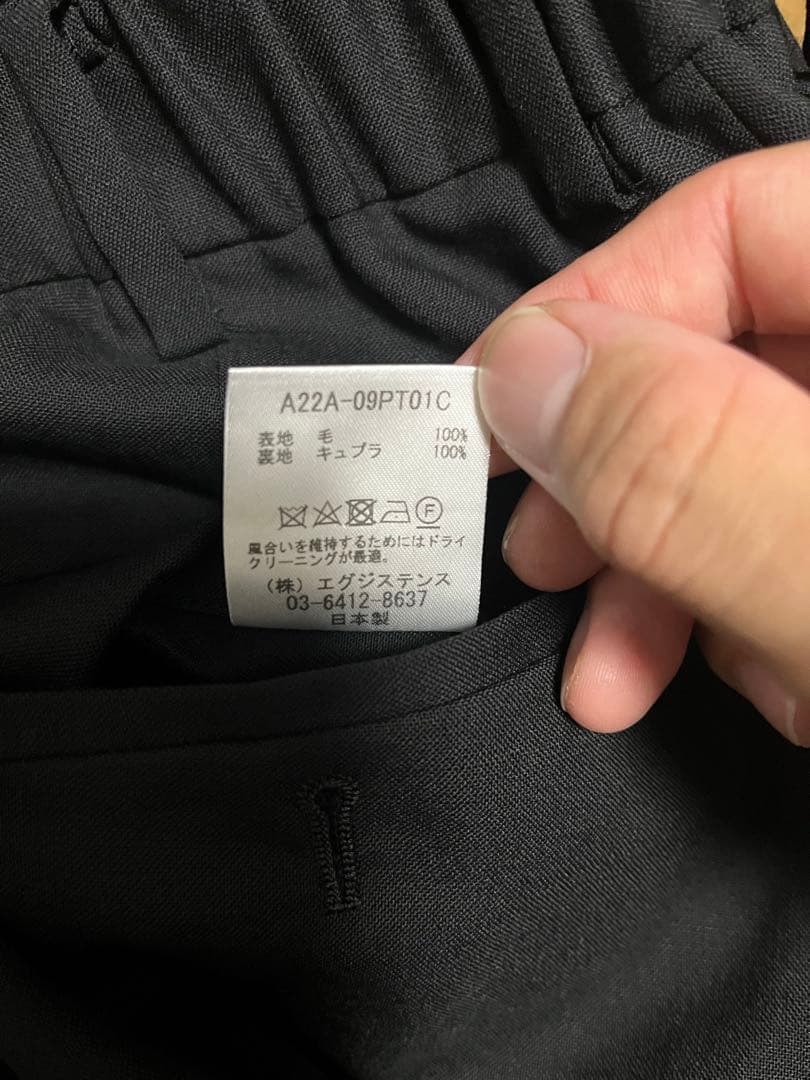 A22A-09PT01C
表地 毛 100%
裏地 キュプラ 100%
F
風合いを維持するためにはドライ
クリーニングが最適。
(株) エグジステンス
03-6412-8637
日本製